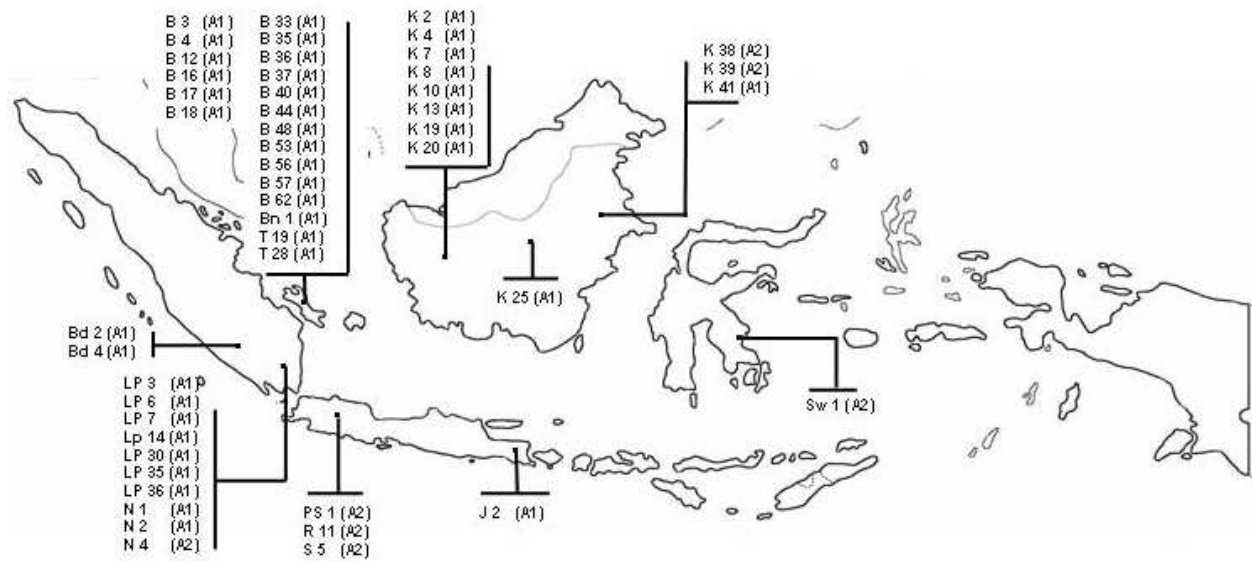 B 3 (A1)
B 4 (A1)
B 12 (A1)
B 16 (A1)
B 17 (A1)
B 18 (A1)
B 33 (A1)
B 35 (A1)
B 36 (A1)
B 37 (A1)
B 40 (A1)
B 44 (A1)
B 48 (A1)
B 53 (A1)
B 56 (A1)
B 57 (A1)
B 62 (A1)
Bn 1 (A1)
T 19 (A1)
T 28 (A1)
K 2 (A1)
K 4 (A1)
K 7 (A1)
K 8 (A1)
K 10 (A1)
K 13 (A1)
K 19 (A1)
K 20 (A1)
K 38 (A2)
K 39 (A2)
K 41 (A1)
K 25 (A1)
Bd 2 (A1)
Bd 4 (A1)
Sw 1 (A2)
LP 3 (A1)
LP 6 (A1)
LP 7 (A1)
Lp 14 (A1)
LP 30 (A1)
LP 35 (A1)
LP 36 (A1)
N 1 (A1)
N 2 (A1)
N 4 (A2)
PS 1 (A2)
R 11 (A2)
S 5 (A2)
J 2 (A1)